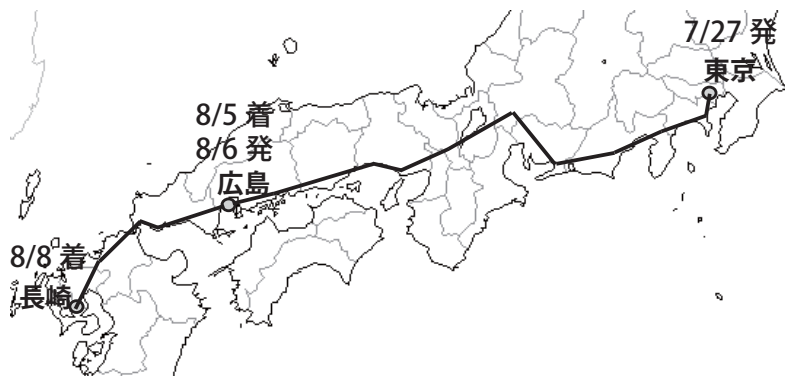 7/27 発
東京
8/5 着
8/6 発
広島
8/8 着
長崎